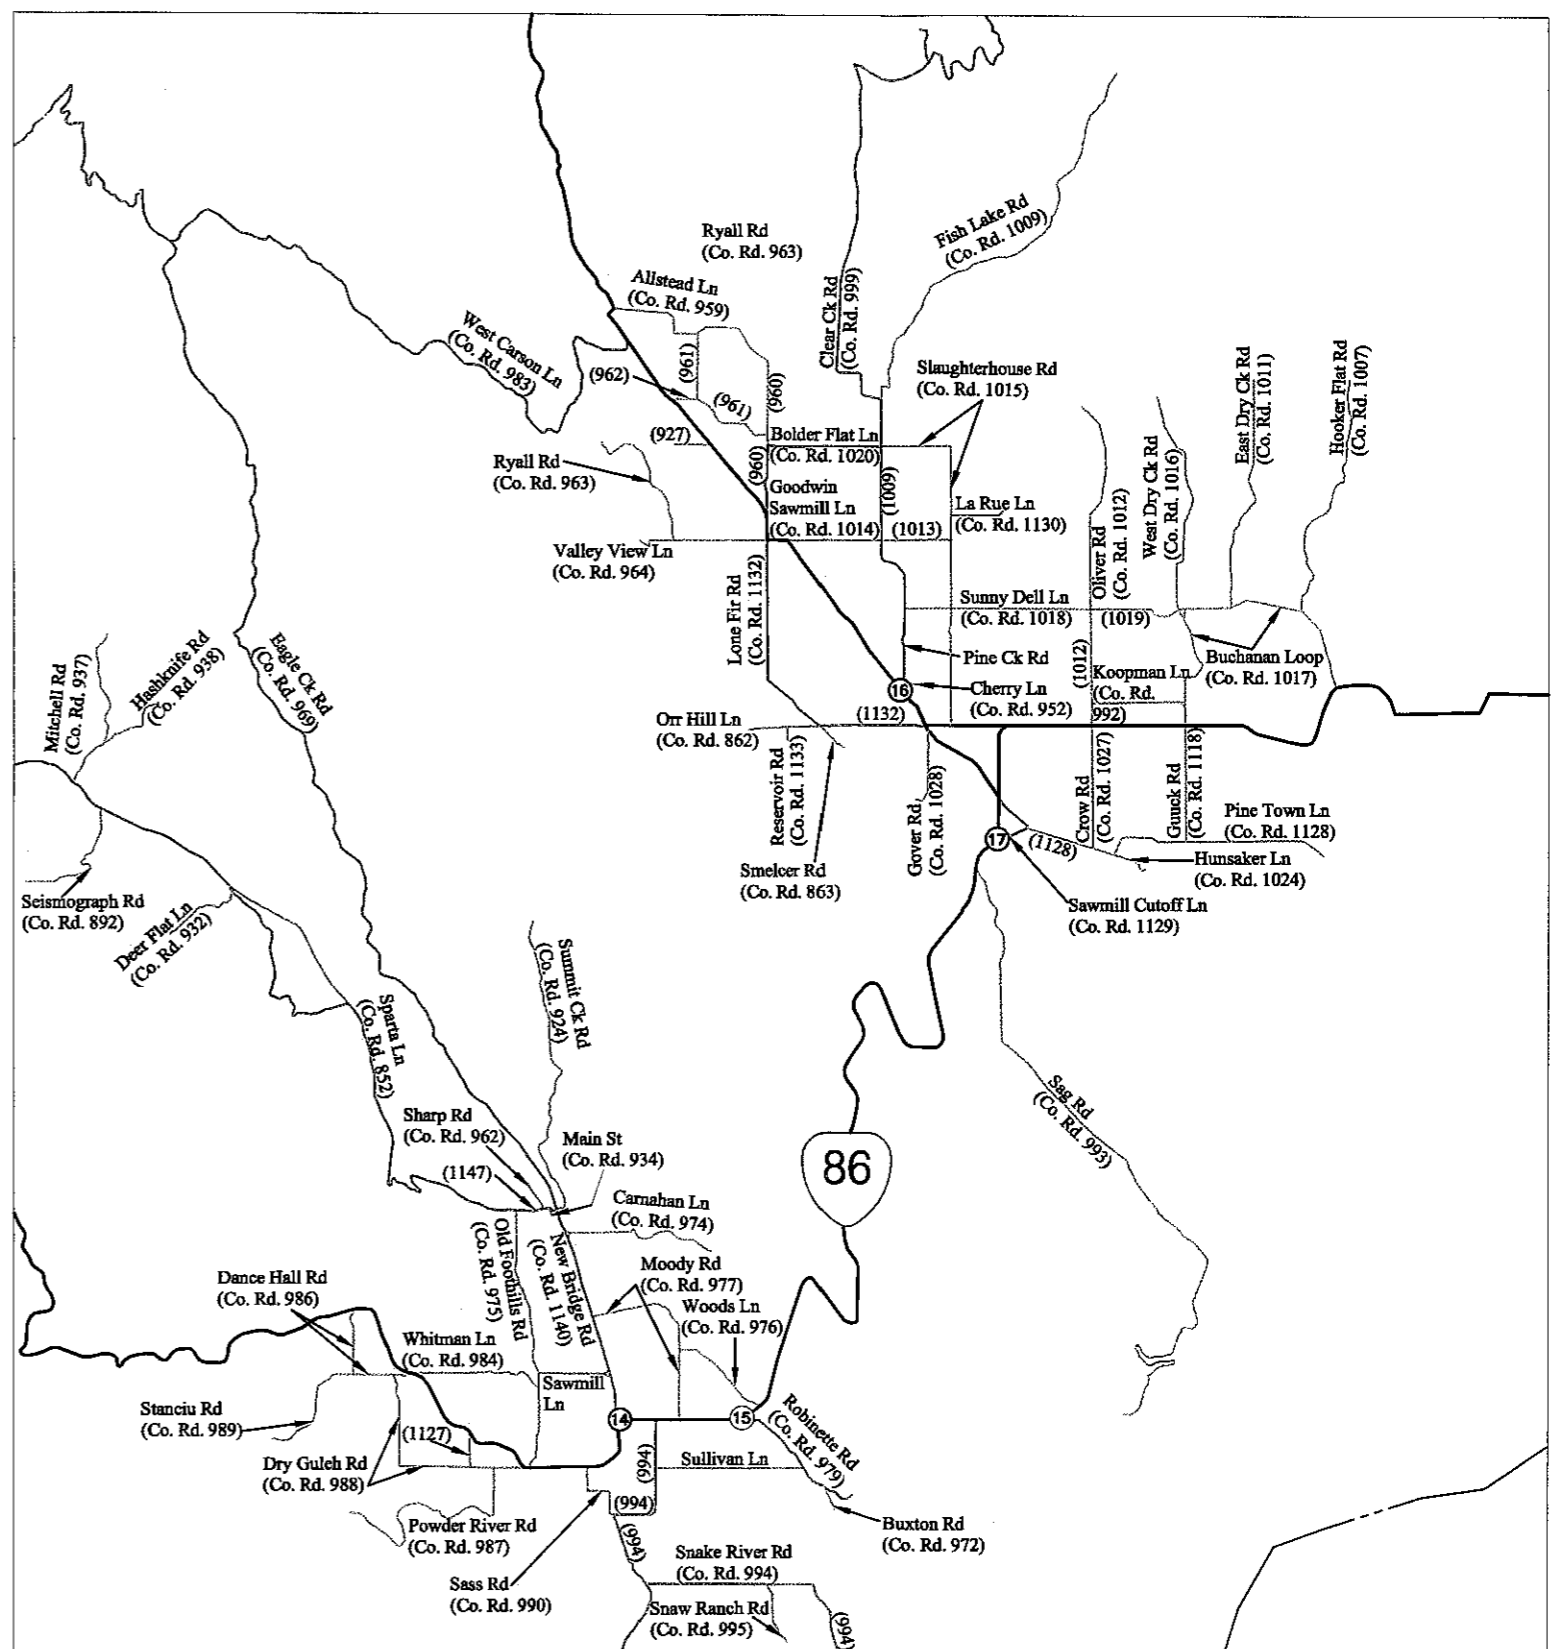 Ryall Rd
(Co. Rd. 963)
Fish Lake Rd
(Co. Rd. 1009)
Allstead Ln
(Co. Rd. 959)
Clear Ck Rd
(Co. Rd. 999)
West Carson Ln
(Co. Rd. 983)
(962)
(961)
(961)
(960)
Slaughterhouse Rd
(Co. Rd. 1015)
East Dry Ck Rd
(Co. Rd. 1011)
Hooker Flat Rd
(Co. Rd. 1007)
(927)
Bolder Flat Ln
(Co. Rd. 1020)
(960)
Ryall Rd
(Co. Rd. 963)
Goodwin
Sawmill Ln
(Co. Rd. 1014)
(1009)
(1013)
La Rue Ln
(Co. Rd. 1130)
Oliver Rd
(Co. Rd. 1012)
West Dry Ck Rd
(Co. Rd. 1016)
Valley View Ln
(Co. Rd. 964)
Lone Fir Rd
(Co. Rd. 1132)
Sunny Dell Ln
(Co. Rd. 1018)
(1019)
Pine Ck Rd
(1012)
Koopman Ln
(Co. Rd.
992)
Buchanan Loop
(Co. Rd. 1017)
16
Cherry Ln
(Co. Rd. 952)
Mitchell Rd
(Co. Rd. 937)
Hashknife Rd
(Co. Rd. 938)
Eagle Ck Rd
(Co. Rd. 969)
Orr Hill Ln
(Co. Rd. 862)
(1132)
Reservoir Rd
(Co. Rd. 1133)
Gover Rd
(Co. Rd. 1028)
Crow Rd
(Co. Rd. 1027)
Guuck Rd
(Co. Rd. 1118)
Pine Town Ln
(Co. Rd. 1128)
17
(1128)
Hunsaker Ln
(Co. Rd. 1024)
Smelcer Rd
(Co. Rd. 863)
Sawmill Cutoff Ln
(Co. Rd. 1129)
Seismograph Rd
(Co. Rd. 892)
Deer Flat Ln
(Co. Rd. 932)
Summit Ck Rd
(Co. Rd. 924)
Sparta Ln
(Co. Rd. 852)
Sag Rd
(Co. Rd. 993)
Sharp Rd
(Co. Rd. 962)
Main St
(Co. Rd. 934)
86
(1147)
Carnahan Ln
(Co. Rd. 974)
Old Foothills Rd
(Co. Rd. 975)
New Bridge Rd
(Co. Rd. 1140)
Moody Rd
(Co. Rd. 977)
Dance Hall Rd
(Co. Rd. 986)
Woods Ln
(Co. Rd. 976)
Whitman Ln
(Co. Rd. 984)
Sawmill
Ln
Stanciu Rd
(Co. Rd. 989)
14
15
Robinette Rd
(Co. Rd. 979)
(1127)
Dry Gulch Rd
(Co. Rd. 988)
(994)
Sullivan Ln
(994)
Powder River Rd
(Co. Rd. 987)
(994)
Buxton Rd
(Co. Rd. 972)
Sass Rd
(Co. Rd. 990)
Snake River Rd
(Co. Rd. 994)
Snaw Ranch Rd
(Co. Rd. 995)
(994)